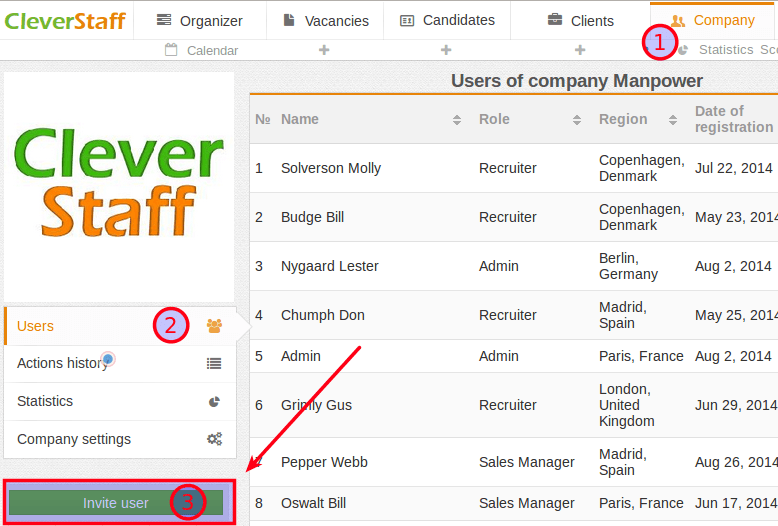 CleverStaff Organizer Vacancies Candidates Clients Company
Calendar + + + 1 Statistics Sc
Clever
Staff
Users 2
Actions history
Statistics
Company settings
Invite user 3
Users of company Manpower
№ Name Role Region Date of
registration
1 Solverson Molly Recruiter Copenhagen,
Denmark Jul 22, 2014
2 Budge Bill Recruiter Copenhagen,
Denmark May 23, 2014
3 Nygaard Lester Admin Berlin,
Germany Aug 2, 2014
4 Chumph Don Recruiter Madrid,
Spain May 25, 2014
5 Admin Admin Paris, France Aug 2, 2014
6 Grimly Gus Recruiter London,
United
Kingdom Jun 29, 2014
7 Pepper Webb Sales Manager Madrid,
Spain Aug 26, 2014
8 Oswalt Bill Sales Manager Paris, France Jun 17, 2014